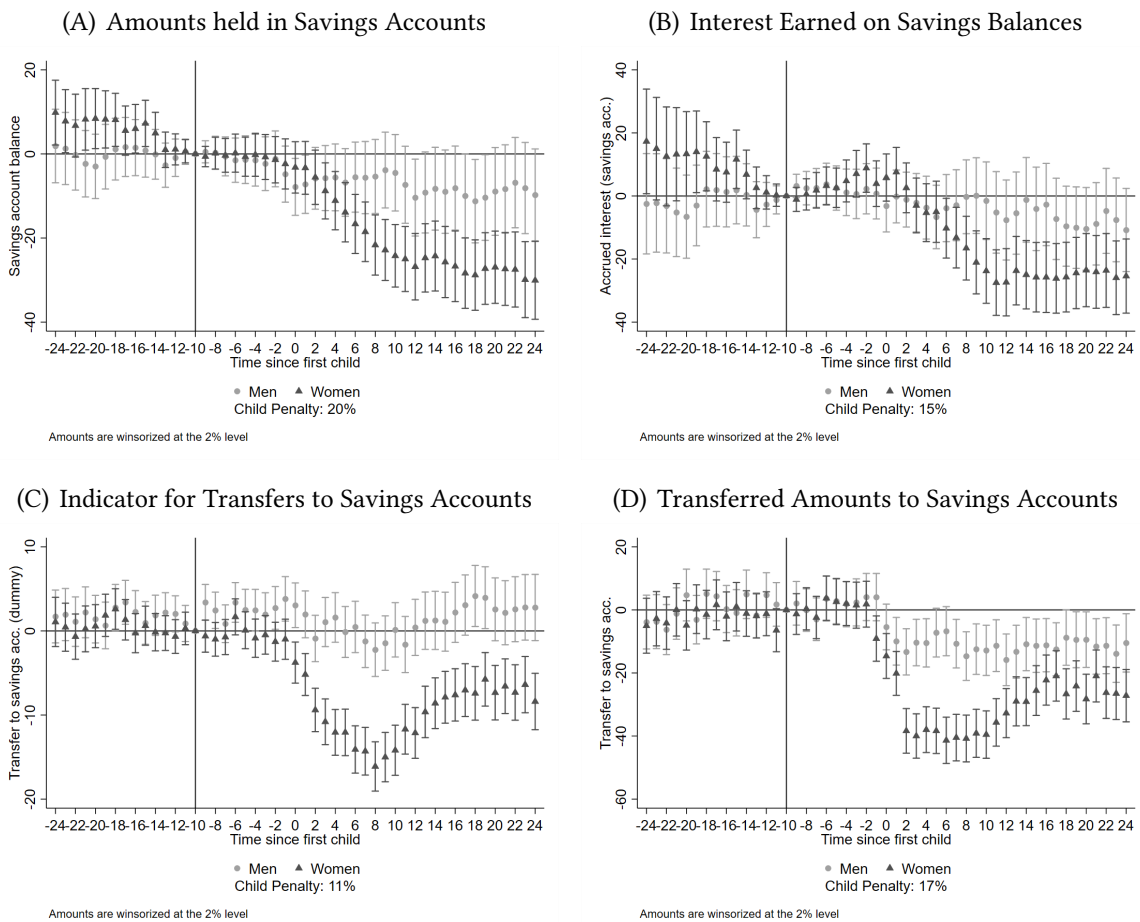 (A) Amounts held in Savings Accounts
Savings account balance
20
0
-20
-40
-24 -22 -20 -18 -16 -14 -12 -10 -8 -6 -4 -2 0 2 4 6 8 10 12 14 16 18 20 22 24
Time since first child
Men Women
Child Penalty: 20%
Amounts are winsorized at the 2% level
(B) Interest Earned on Savings Balances
Accrued interest (savings acc.)
40
20
0
-20
-40
-24 -22 -20 -18 -16 -14 -12 -10 -8 -6 -4 -2 0 2 4 6 8 10 12 14 16 18 20 22 24
Time since first child
Men Women
Child Penalty: 15%
Amounts are winsorized at the 2% level
(C) Indicator for Transfers to Savings Accounts
Transfer to savings acc. (dummy)
10
0
-10
-20
-24 -22 -20 -18 -16 -14 -12 -10 -8 -6 -4 -2 0 2 4 6 8 10 12 14 16 18 20 22 24
Time since first child
Men Women
Child Penalty: 11%
Amounts are winsorized at the 2% level
(D) Transferred Amounts to Savings Accounts
Transfer to savings acc.
20
0
-20
-40
-60
-24 -22 -20 -18 -16 -14 -12 -10 -8 -6 -4 -2 0 2 4 6 8 10 12 14 16 18 20 22 24
Time since first child
Men Women
Child Penalty: 17%
Amounts are winsorized at the 2% level